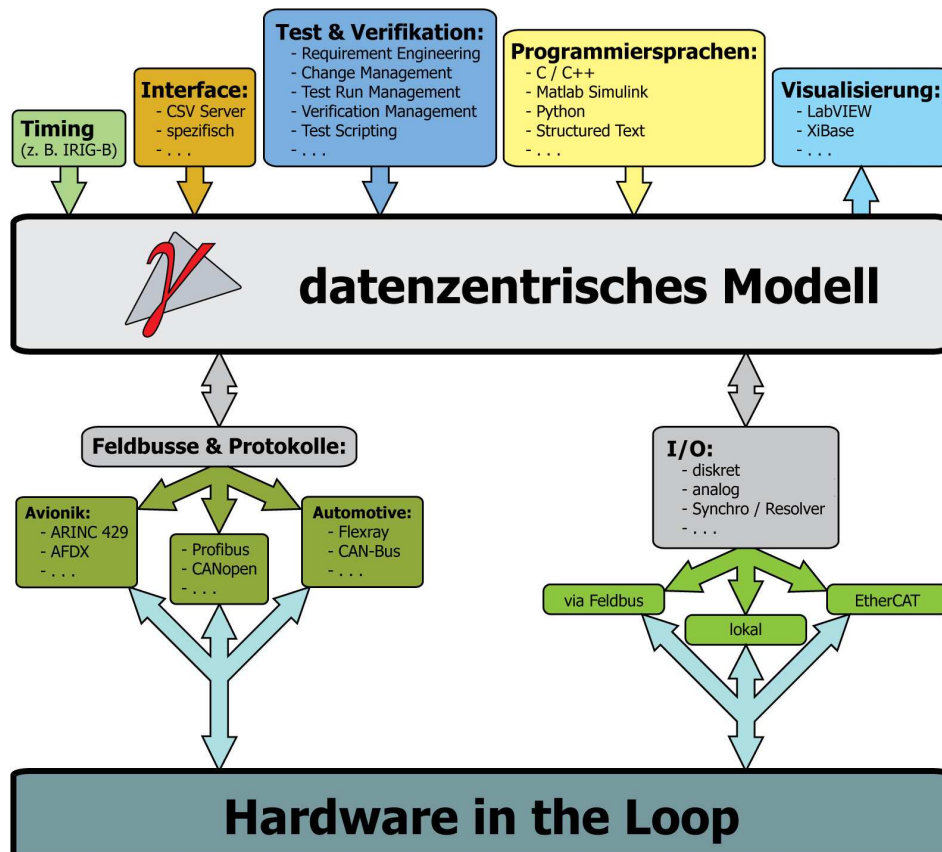 Timing
(z. B. IRIG-B)
Interface:
- CSV Server
- spezifisch
- . . .
Test & Verifikation:
- Requirement Engineering
- Change Management
- Test Run Management
- Verification Management
- Test Scripting
- . . .
Programmiersprachen:
- C / C++
- Matlab Simulink
- Python
- Structured Text
- . . .
Visualisierung:
- LabVIEW
- XiBase
- . . .
γ
datenzentrisches Modell
Feldbusse & Protokolle:
Avionik:
- ARINC 429
- AFDX
- . . .
- Profibus
- CANopen
- . . .
Automotive:
- Flexray
- CAN-Bus
- . . .
I/O:
- diskret
- analog
- Synchro / Resolver
- . . .
via Feldbus
lokal
EtherCAT
Hardware in the Loop